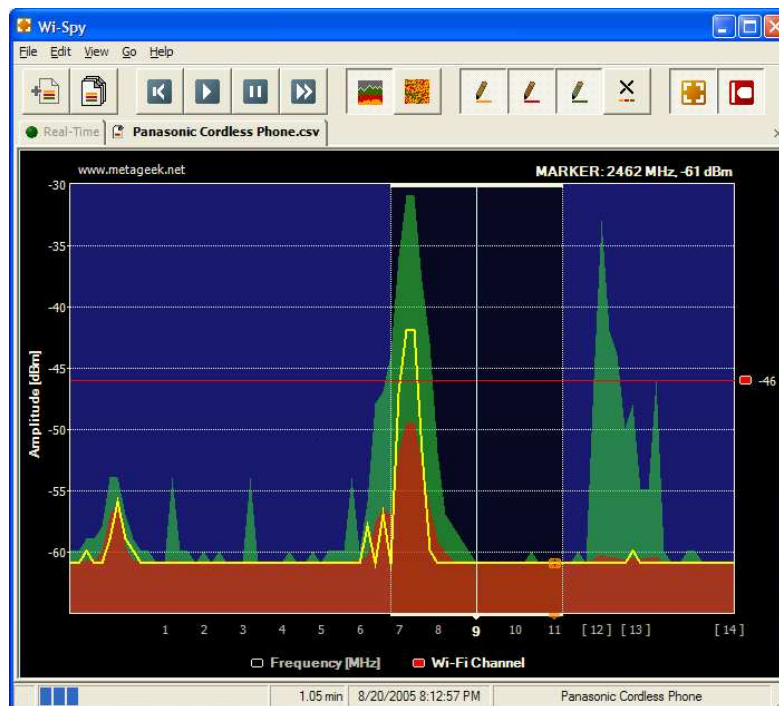 Wi-Spy
File Edit View Go Help
Real-Time Panasonic Cordless Phone.csv
www.metageek.net MARKER: 2462 MHz, -61 dBm
-30
-35
-40
-45
-46
-50
-55
-60
Amplitude [dBm]
1 2 3 4 5 6 7 8 9 10 11 [ 12 ] [ 13 ] [ 14 ]
Frequency [MHz] Wi-Fi Channel
1.05 min 8/20/2005 8:12:57 PM Panasonic Cordless Phone